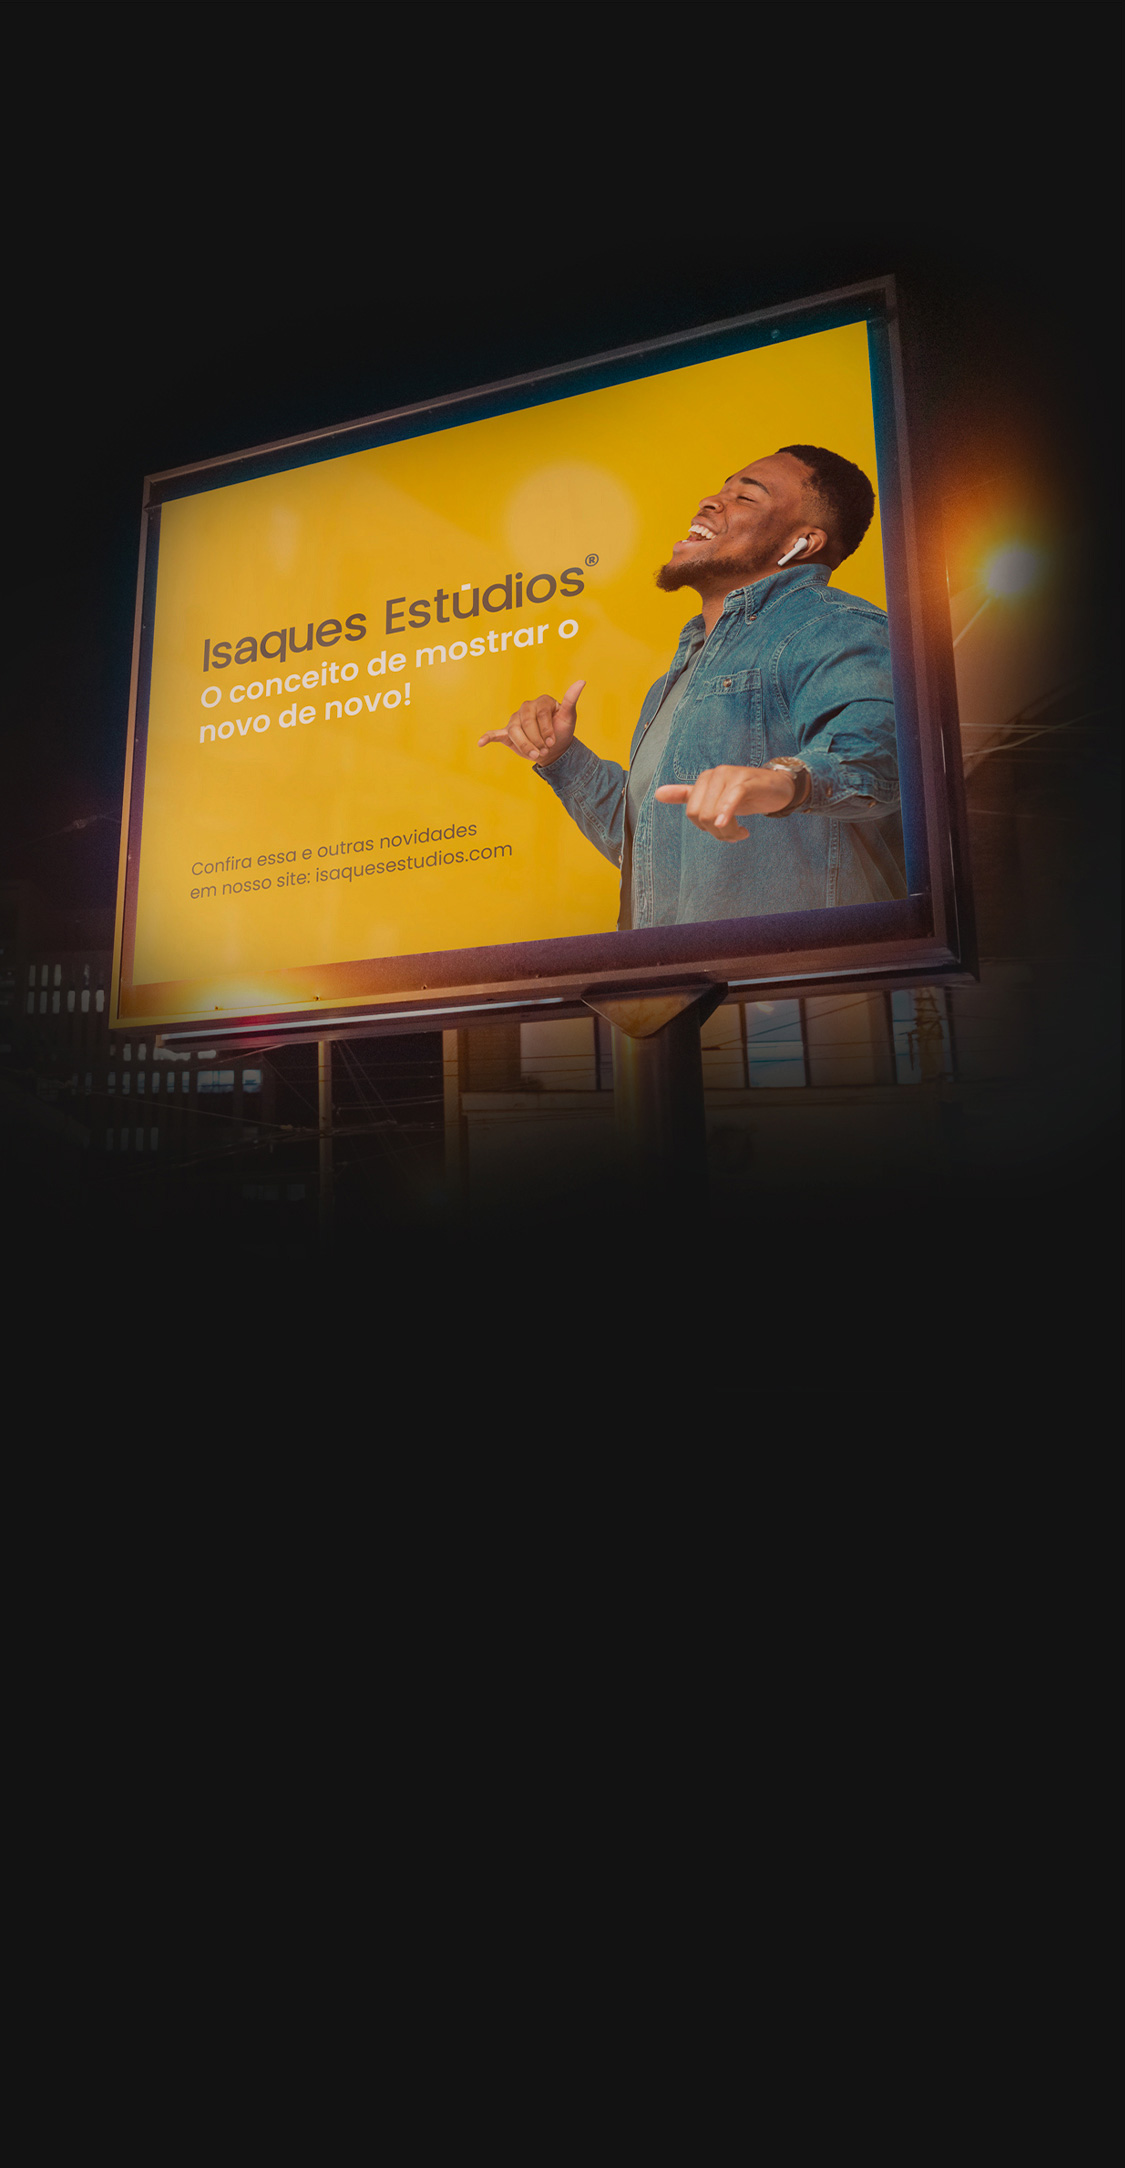 Isaques Estúdios®
O conceito de mostrar o
novo de novo!
Confira essa e outras novidades
em nosso site: isaquesestudios.com